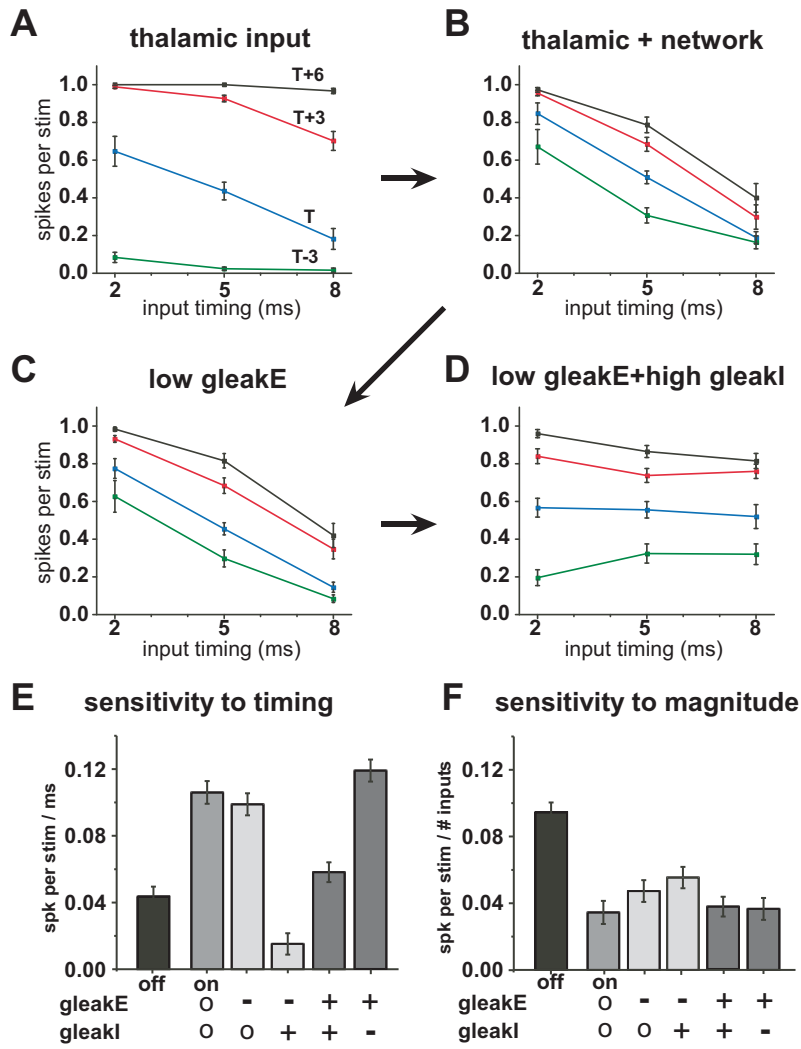 A
thalamic input
spikes per stim
1.0
0.8
0.6
0.4
0.2
0.0
T+6
T+3
T
T-3
2
5
8
input timing (ms)
B
thalamic + network
1.0
0.8
0.6
0.4
0.2
0.0
2
5
8
input timing (ms)
C
low gleakE
spikes per stim
1.0
0.8
0.6
0.4
0.2
0.0
2
5
8
input timing (ms)
D
low gleakE+high gleakI
1.0
0.8
0.6
0.4
0.2
0.0
2
5
8
input timing (ms)
E
sensitivity to timing
spk per stim / ms
0.12
0.08
0.04
0.00
off
on
gleakE
o - - + +
gleakI
o o + + -
F
sensitivity to magnitude
spk per stim / # inputs
0.12
0.08
0.04
0.00
off
on
gleakE
o - - + +
gleakI
o o + + -